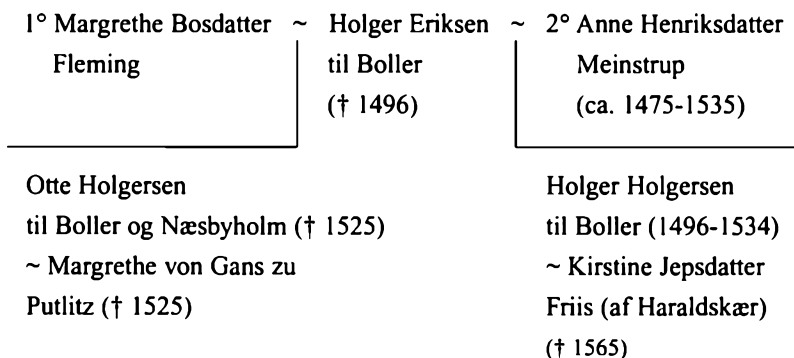 1° Margrethe Bosdatter ~ Holger Eriksen ~ 2° Anne Henriksdatter
Fleming til Boller Meinstrup
(† 1496) (ca. 1475-1535)
Otte Holgersen Holger Holgersen
til Boller og Næsbyholm († 1525) til Boller (1496-1534)
~ Margrethe von Gans zu ~ Kirstine Jepsdatter
Putlitz († 1525) Friis (af Haraldskær)
(† 1565)